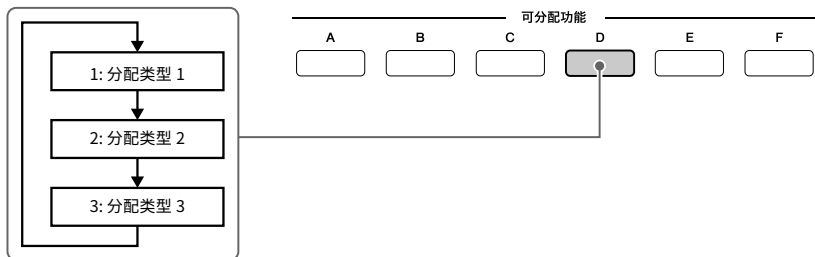 可分配功能
A B C D E F
1: 分配类型 1
2: 分配类型 2
3: 分配类型 3